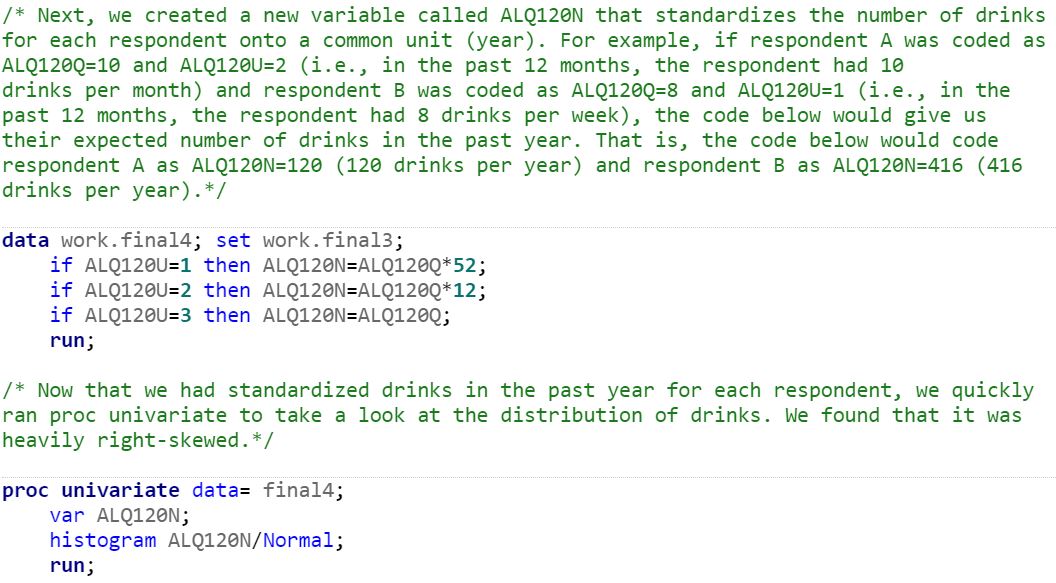 /* Next, we created a new variable called ALQ120N that standardizes the number of drinks
for each respondent onto a common unit (year). For example, if respondent A was coded as
ALQ120Q=10 and ALQ120U=2 (i.e., in the past 12 months, the respondent had 10
drinks per month) and respondent B was coded as ALQ120Q=8 and ALQ120U=1 (i.e., in the
past 12 months, the respondent had 8 drinks per week), the code below would give us
their expected number of drinks in the past year. That is, the code below would code
respondent A as ALQ120N=120 (120 drinks per year) and respondent B as ALQ120N=416 (416
drinks per year).*/
data work.final4; set work.final3;
if ALQ120U=1 then ALQ120N=ALQ120Q*52;
if ALQ120U=2 then ALQ120N=ALQ120Q*12;
if ALQ120U=3 then ALQ120N=ALQ120Q;
run;
/* Now that we had standardized drinks in the past year for each respondent, we quickly
ran proc univariate to take a look at the distribution of drinks. We found that it was
heavily right-skewed.*/
proc univariate data= final4;
var ALQ120N;
histogram ALQ120N/Normal;
run;